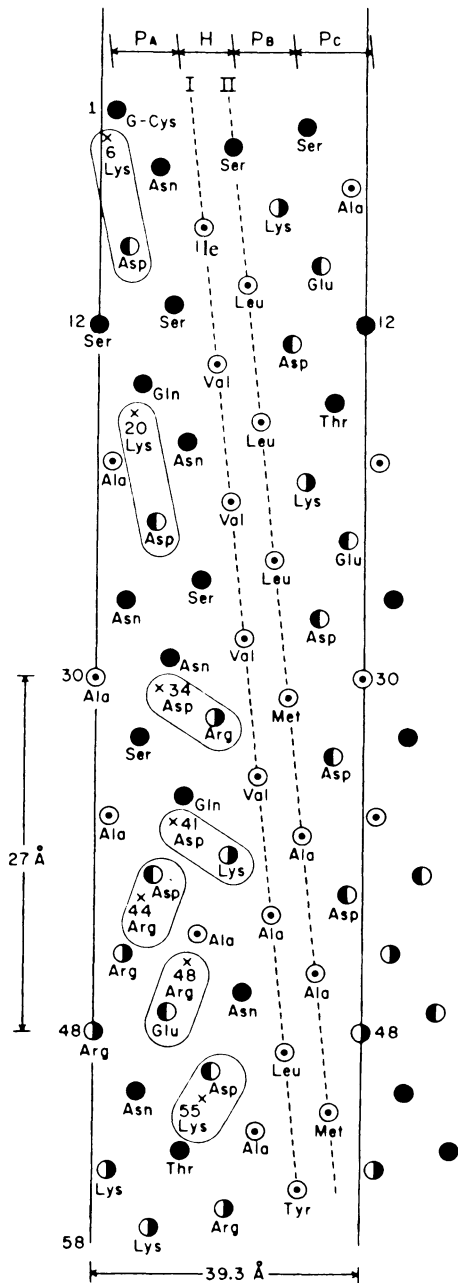 PA H PB PC
I II
1
G-Cys
Ser
6
Lys
Asn
Ser
Lys
Ala
Asp
Ile
Glu
Leu
12
Ser
Ser
12
Asp
Val
Gln
Thr
20
Lys
Leu
Asn
Ala
Lys
Val
Asp
Glu
Leu
Ser
Asn
Asp
Val
Asn
30
Ala
30
34
Asp
Met
Arg
Ser
Asp
Val
Gln
Ala
41
Asp
Ala
27 Å
Lys
Asp
44
Arg
Asp
Ala
Ala
Arg
48
Arg
Ala
Asn
Glu
48
Arg
48
Leu
Asp
Asn
55
Lys
Met
Ala
Thr
Lys
Tyr
Arg
Lys
58
39.3 Å